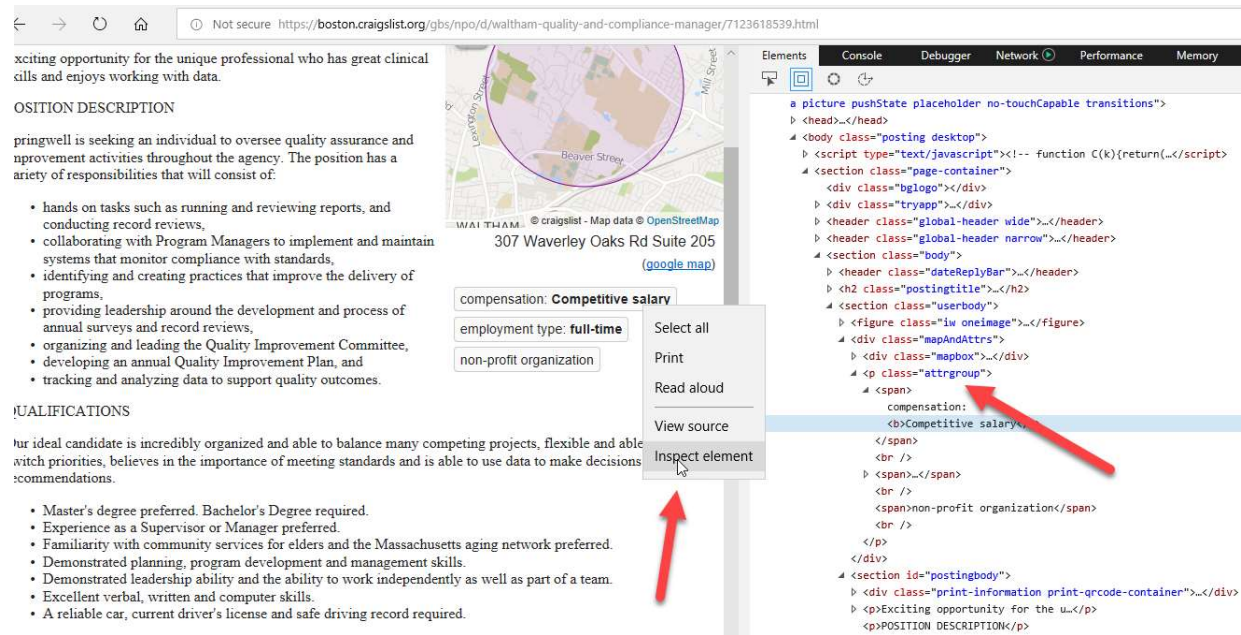 Not secure https://boston.craigslist.org/gbs/npo/d/waltham-quality-and-compliance-manager/7123618539.html
xciting opportunity for the unique professional who has great clinical
kills and enjoys working with data.
OSITION DESCRIPTION
pringwell is seeking an individual to oversee quality assurance and
nprovement activities throughout the agency. The position has a
ariety of responsibilities that will consist of:
• hands on tasks such as running and reviewing reports, and
conducting record reviews,
• collaborating with Program Managers to implement and maintain
systems that monitor compliance with standards,
• identifying and creating practices that improve the delivery of
programs,
• providing leadership around the development and process of
annual surveys and record reviews,
• organizing and leading the Quality Improvement Committee,
• developing an annual Quality Improvement Plan, and
• tracking and analyzing data to support quality outcomes.
QUALIFICATIONS
Our ideal candidate is incredibly organized and able to balance many competing projects, flexible and able
witch priorities, believes in the importance of meeting standards and is able to use data to make decisions
ecommendations.
• Master's degree preferred. Bachelor's Degree required.
• Experience as a Supervisor or Manager preferred.
• Familiarity with community services for elders and the Massachusetts aging network preferred.
• Demonstrated planning, program development and management skills.
• Demonstrated leadership ability and the ability to work independently as well as part of a team.
• Excellent verbal, written and computer skills.
• A reliable car, current driver's license and safe driving record required.
Lexington Street
Mill Street
Beaver Street
WALTHAM
© craigslist - Map data © OpenStreetMap
307 Waverley Oaks Rd Suite 205
(google map)
compensation: Competitive salary
employment type: full-time
non-profit organization
Select all
Print
Read aloud
View source
Inspect element
Elements Console Debugger Network Performance Memory
a picture pushState placeholder no-touchCapable transitions">
<head>…</head>
<body class="posting desktop">
<script type="text/javascript"><!-- function C(k){return(…</script>
<section class="page-container">
<div class="bglogo"></div>
<div class="tryapp">…</div>
<header class="global-header wide">…</header>
<header class="global-header narrow">…</header>
<section class="body">
<header class="dateReplyBar">…</header>
<h2 class="postingtitle">…</h2>
<section class="userbody">
<figure class="iw oneimage">…</figure>
<div class="mapAndAttrs">
<div class="mapbox">…</div>
<p class="attrgroup">
<span>
compensation:
<b>Competitive salary<
</span>
<br />
<span>…</span>
<br />
<span>non-profit organization</span>
<br />
</p>
</div>
<section id="postingbody">
<div class="print-information print-qrcode-container">…</div>
<p>Exciting opportunity for the u…</p>
<p>POSITION DESCRIPTION</p>